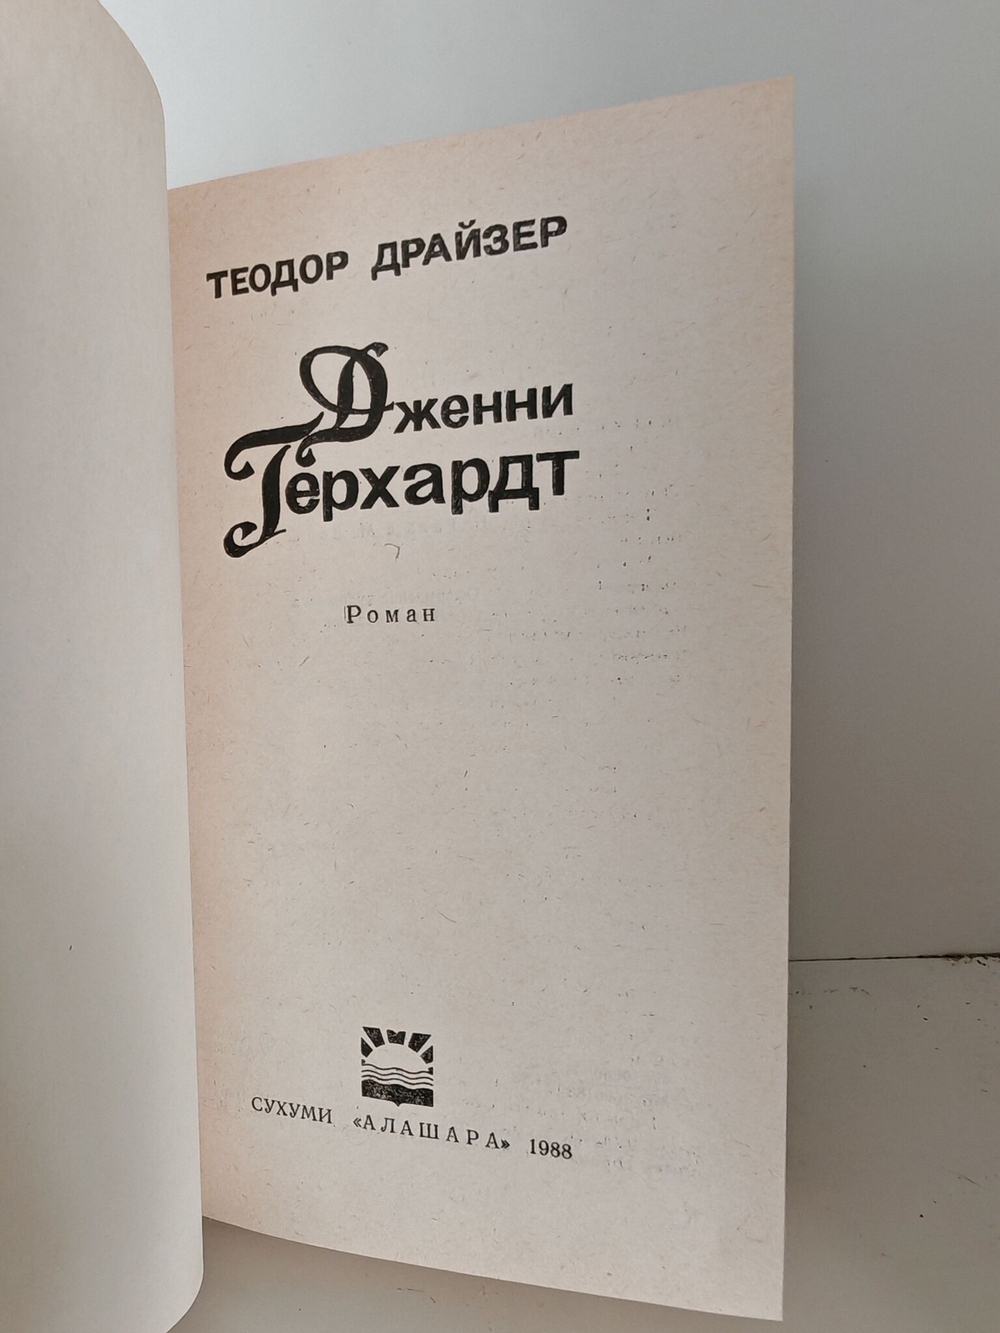 ТЕОДОР ДРАЙЗЕР
Дженни
Герхардт
Роман
СУХУМИ «АЛАШАРА» 1988